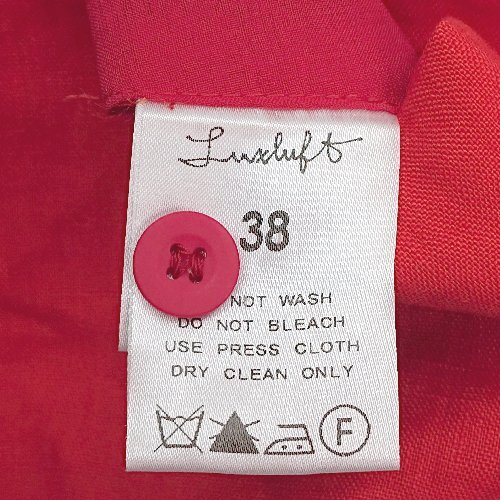 Luxluft
38
NOT WASH
DO NOT BLEACH
USE PRESS CLOTH
DRY CLEAN ONLY
F